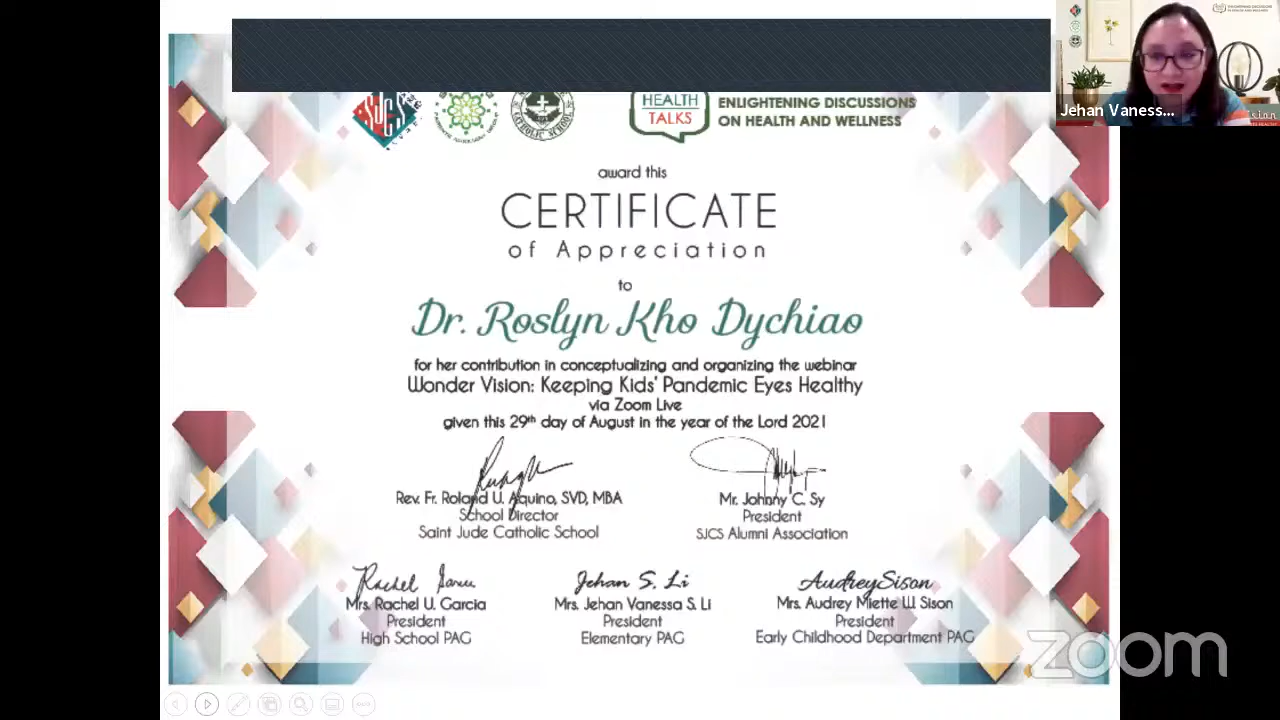 HEALTH
TALKS
ENLIGHTENING DISCUSSIONS
ON HEALTH AND WELLNESS
SJCS
CATHOLIC SCHOOL
award this
CERTIFICATE
of Appreciation
to
Dr. Roslyn Kho Dychiao
for her contribution in conceptualizing and organizing the webinar
Wonder Vision: Keeping Kids' Pandemic Eyes Healthy
via Zoom Live
given this 29th day of August in the year of the Lord 2021
Rev. Fr. Roland U. Aquino, SVD, MBA
School Director
Saint Jude Catholic School
Mr. Johnny C. Sy
President
SJCS Alumni Association
Rachel
Mrs. Rachel U. Garcia
President
High School PAG
Jehan S. Li
Mrs. Jehan Vanessa S. Li
President
Elementary PAG
Audrey Sison
Mrs. Audrey Miette W. Sison
President
Early Childhood Department PAG
Jehan Vaness...
zoom